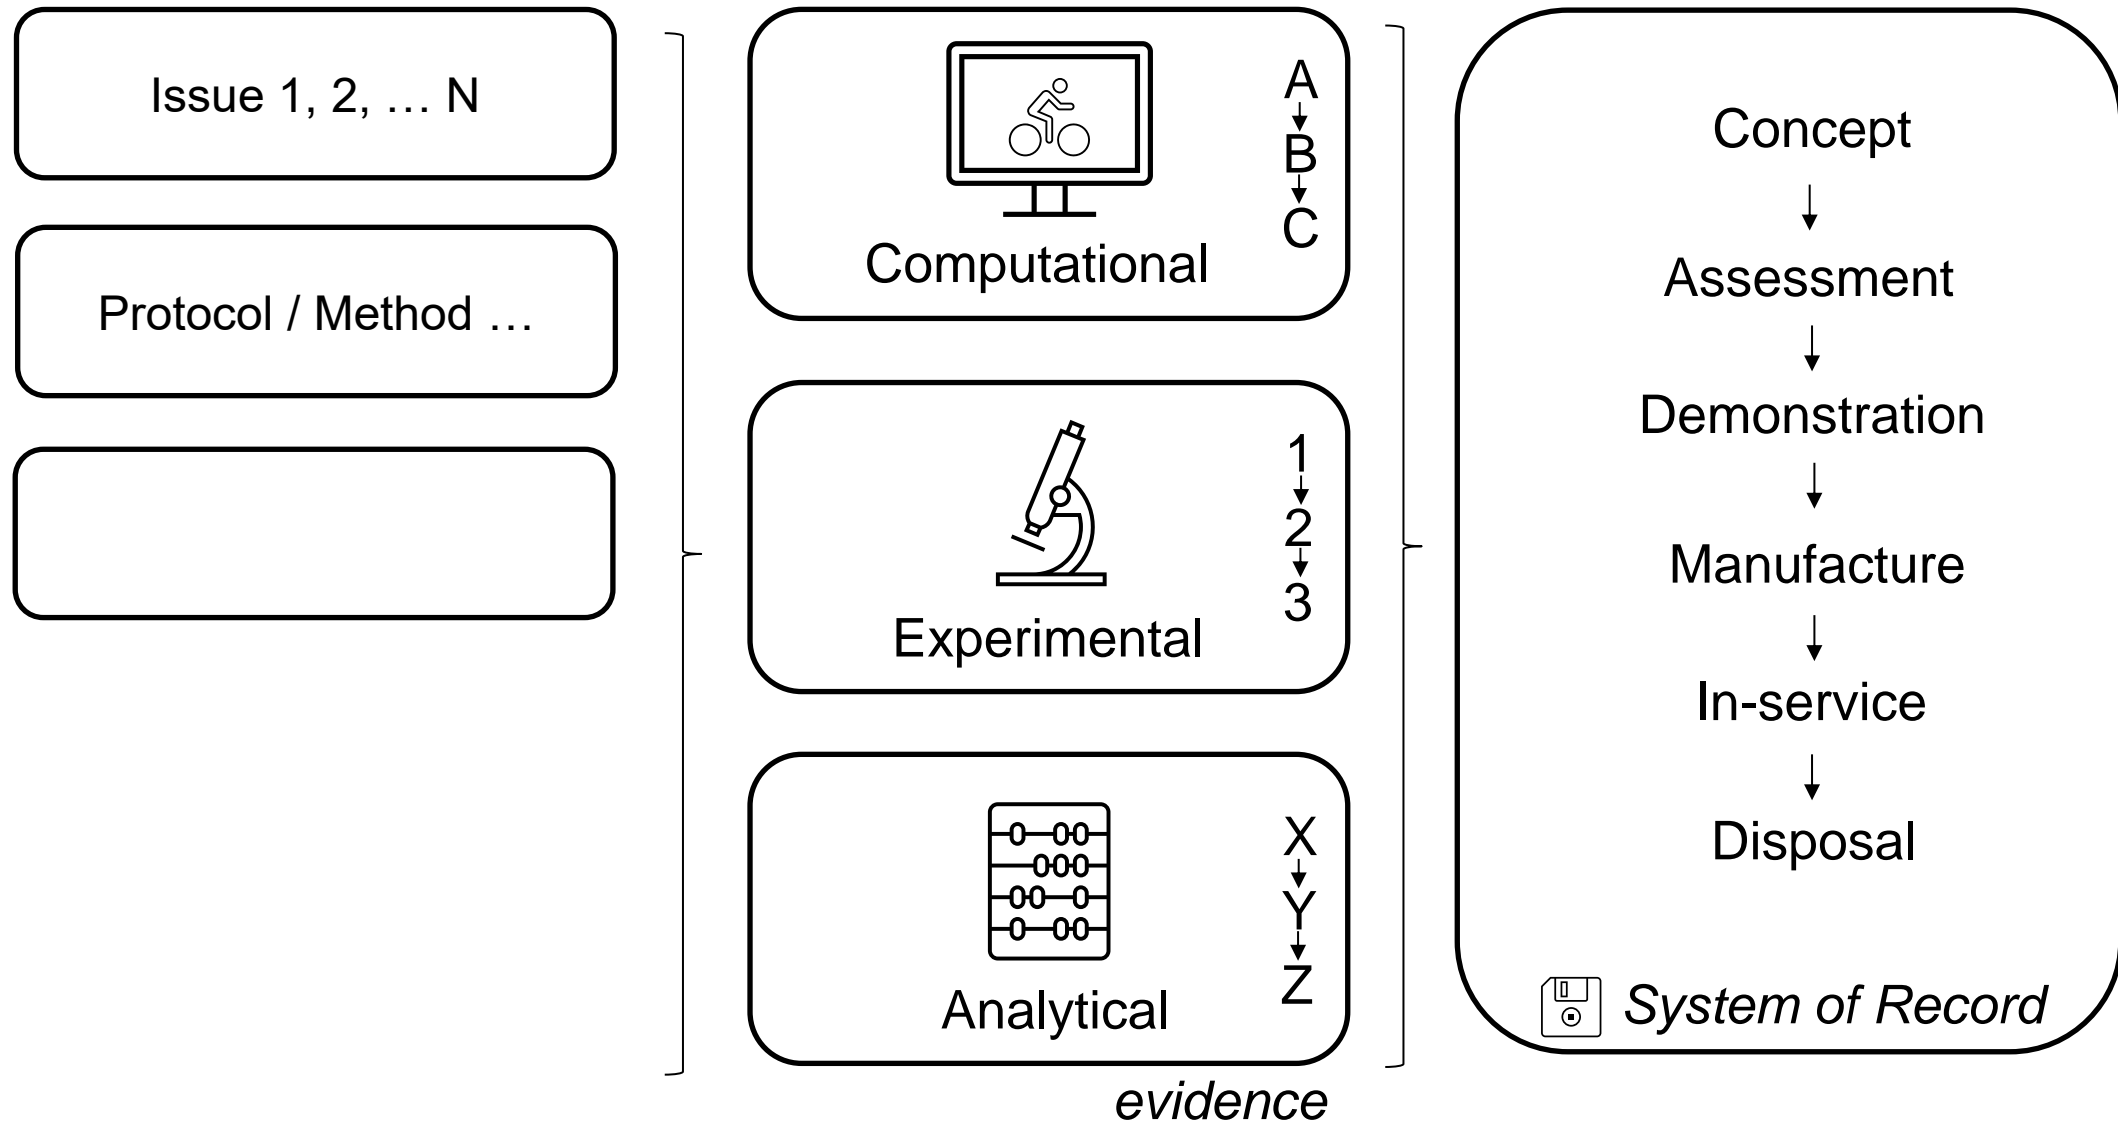 Issue 1, 2, … N
Protocol / Method …
A
B
C
Computational
1
2
3
Experimental
X
Y
Z
Analytical
evidence
Concept
Assessment
Demonstration
Manufacture
In-service
Disposal
System of Record